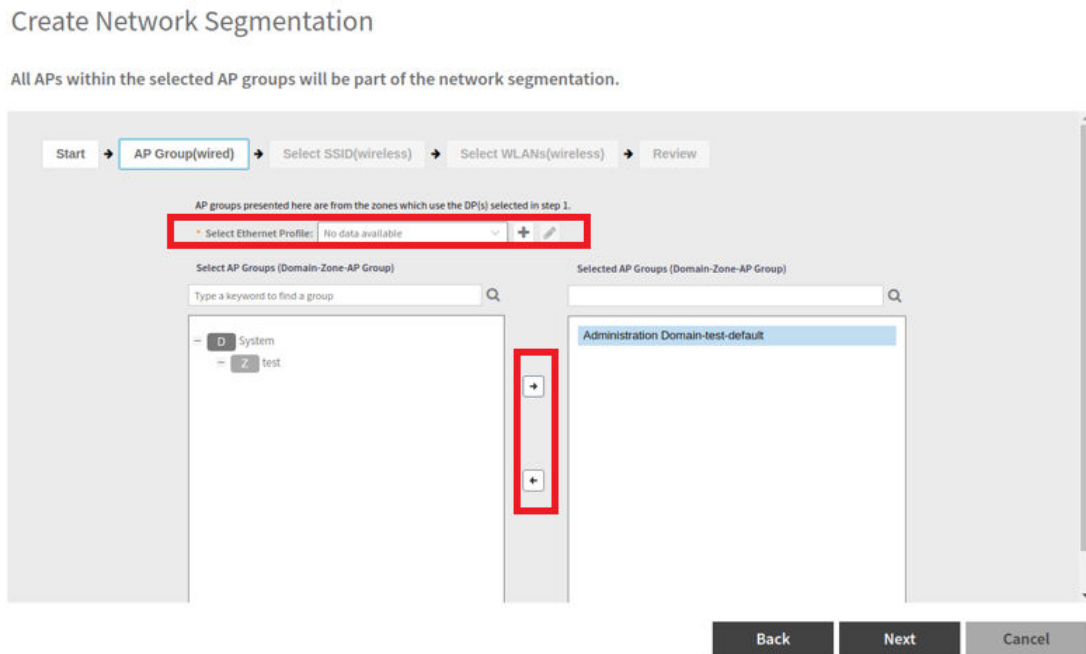 Create Network Segmentation
All APs within the selected AP groups will be part of the network segmentation.
Start → AP Group(wired) → Select SSID(wireless) → Select WLANs(wireless) → Review
AP groups presented here are from the zones which use the DP(s) selected in step 1.
* Select Ethernet Profile: No data available
Select AP Groups (Domain-Zone-AP Group)
Selected AP Groups (Domain-Zone-AP Group)
Type a keyword to find a group
Administration Domain-test-default
D System
Z test
Back Next Cancel